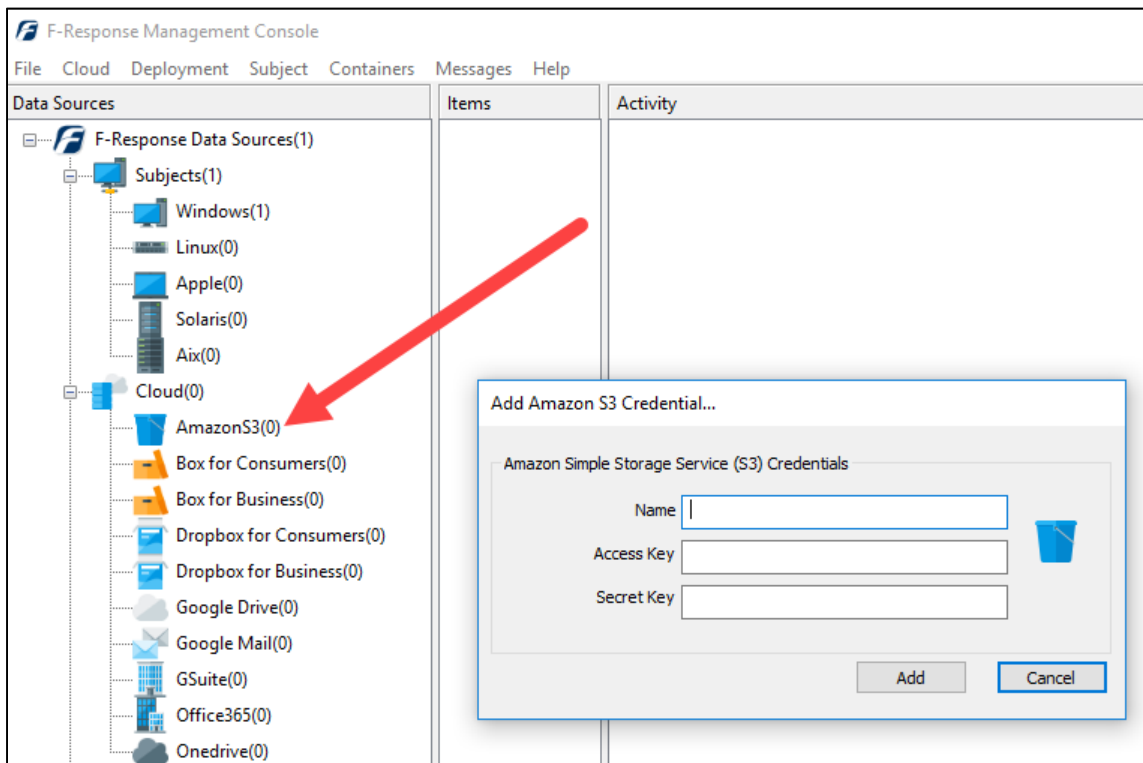 F-Response Management Console
File Cloud Deployment Subject Containers Messages Help
Data Sources Items Activity
F-Response Data Sources(1)
Subjects(1)
Windows(1)
Linux(0)
Apple(0)
Solaris(0)
Aix(0)
Cloud(0)
AmazonS3(0)
Box for Consumers(0)
Box for Business(0)
Dropbox for Consumers(0)
Dropbox for Business(0)
Google Drive(0)
Google Mail(0)
GSuite(0)
Office365(0)
Onedrive(0)
Add Amazon S3 Credential...
Amazon Simple Storage Service (S3) Credentials
Name
Access Key
Secret Key
Add Cancel